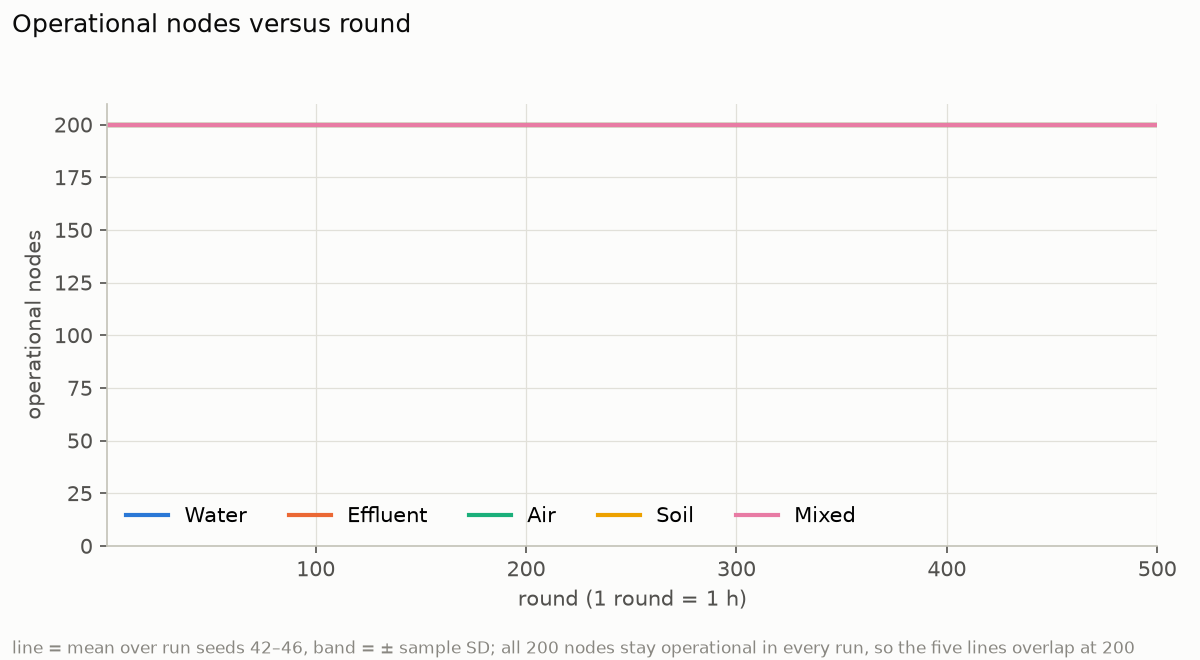 Operational nodes versus round
200
175
150
125
100
75
50
25
0
operational nodes
Water Effluent Air Soil Mixed
100 200 300 400 500
round (1 round = 1 h)
line = mean over run seeds 42–46, band = ± sample SD; all 200 nodes stay operational in every run, so the five lines overlap at 200